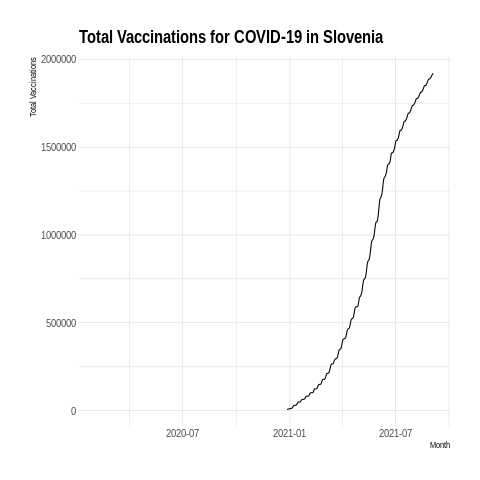 Total Vaccinations for COVID-19 in Slovenia
Total Vaccinations
2000000
1500000
1000000
500000
0
2020-07
2021-01
2021-07
Month